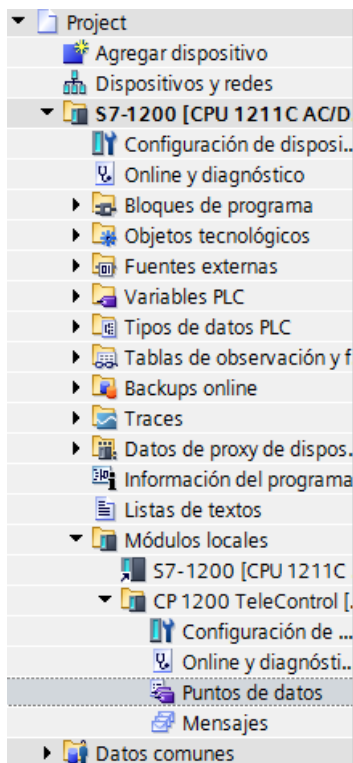 Project
Agregar dispositivo
Dispositivos y redes
S7-1200 [CPU 1211C AC/D
Configuración de disposi...
Online y diagnóstico
Bloques de programa
Objetos tecnológicos
Fuentes externas
Variables PLC
Tipos de datos PLC
Tablas de observación y f
Backups online
Traces
Datos de proxy de dispos.
Información del programa
Listas de textos
Módulos locales
S7-1200 [CPU 1211C
CP 1200 TeleControl [.
Configuración de ...
Online y diagnósti...
Puntos de datos
Mensajes
Datos comunes